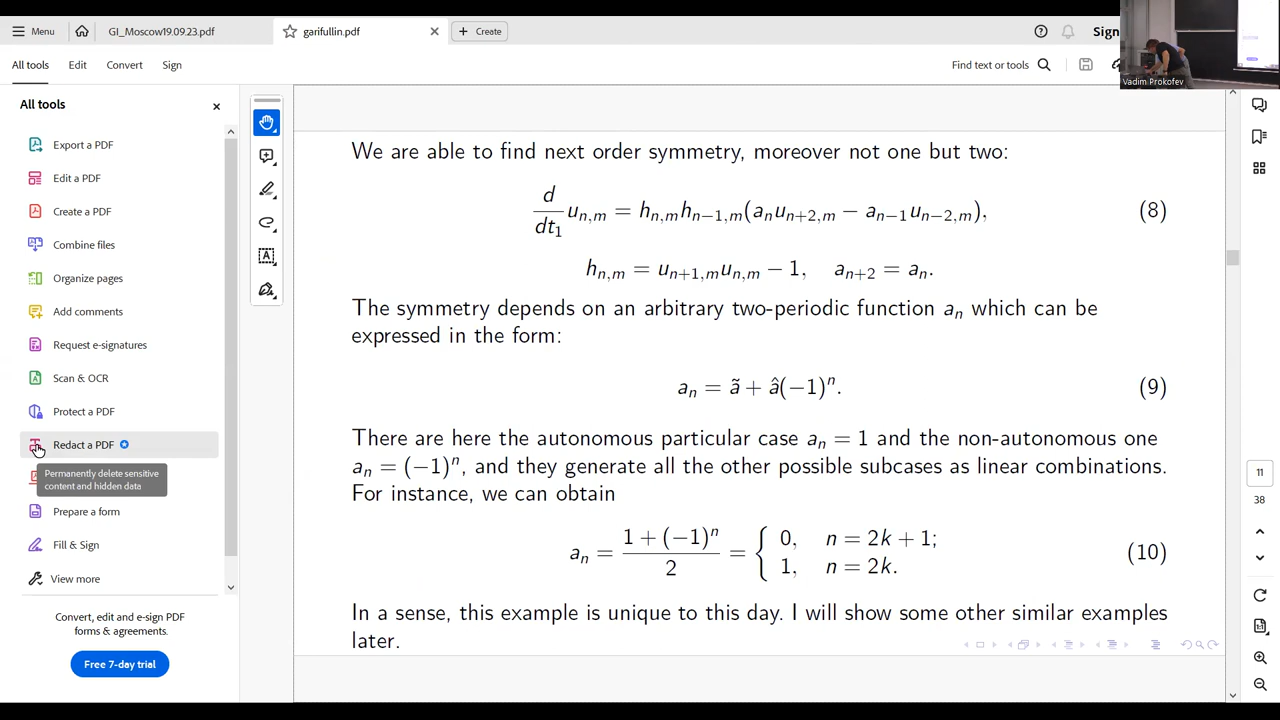 Menu
GI_Moscow19.09.23.pdf
garifullin.pdf
Create
Sign
All tools
Edit
Convert
Sign
Find text or tools
Vadim Prokofev
All tools
Export a PDF
Edit a PDF
Create a PDF
Combine files
Organize pages
Add comments
Request e-signatures
Scan & OCR
Protect a PDF
Redact a PDF
Permanently delete sensitive
content and hidden data
Prepare a form
Fill & Sign
View more
Convert, edit and e-sign PDF
forms & agreements.
Free 7-day trial
We are able to find next order symmetry, moreover not one but two:
d/dt₁ u_{n,m} = h_{n,m}h_{n−1,m}(a_n u_{n+2,m} − a_{n−1}u_{n−2,m}), (8)
h_{n,m} = u_{n+1,m}u_{n,m} − 1, a_{n+2} = a_n.
The symmetry depends on an arbitrary two-periodic function a_n which can be
expressed in the form:
a_n = ã + â(−1)^n. (9)
There are here the autonomous particular case a_n = 1 and the non-autonomous one
a_n = (−1)^n, and they generate all the other possible subcases as linear combinations.
For instance, we can obtain
a_n = (1 + (−1)^n)/2 = { 0, n = 2k + 1; 1, n = 2k. (10)
In a sense, this example is unique to this day. I will show some other similar examples
later.
11
38